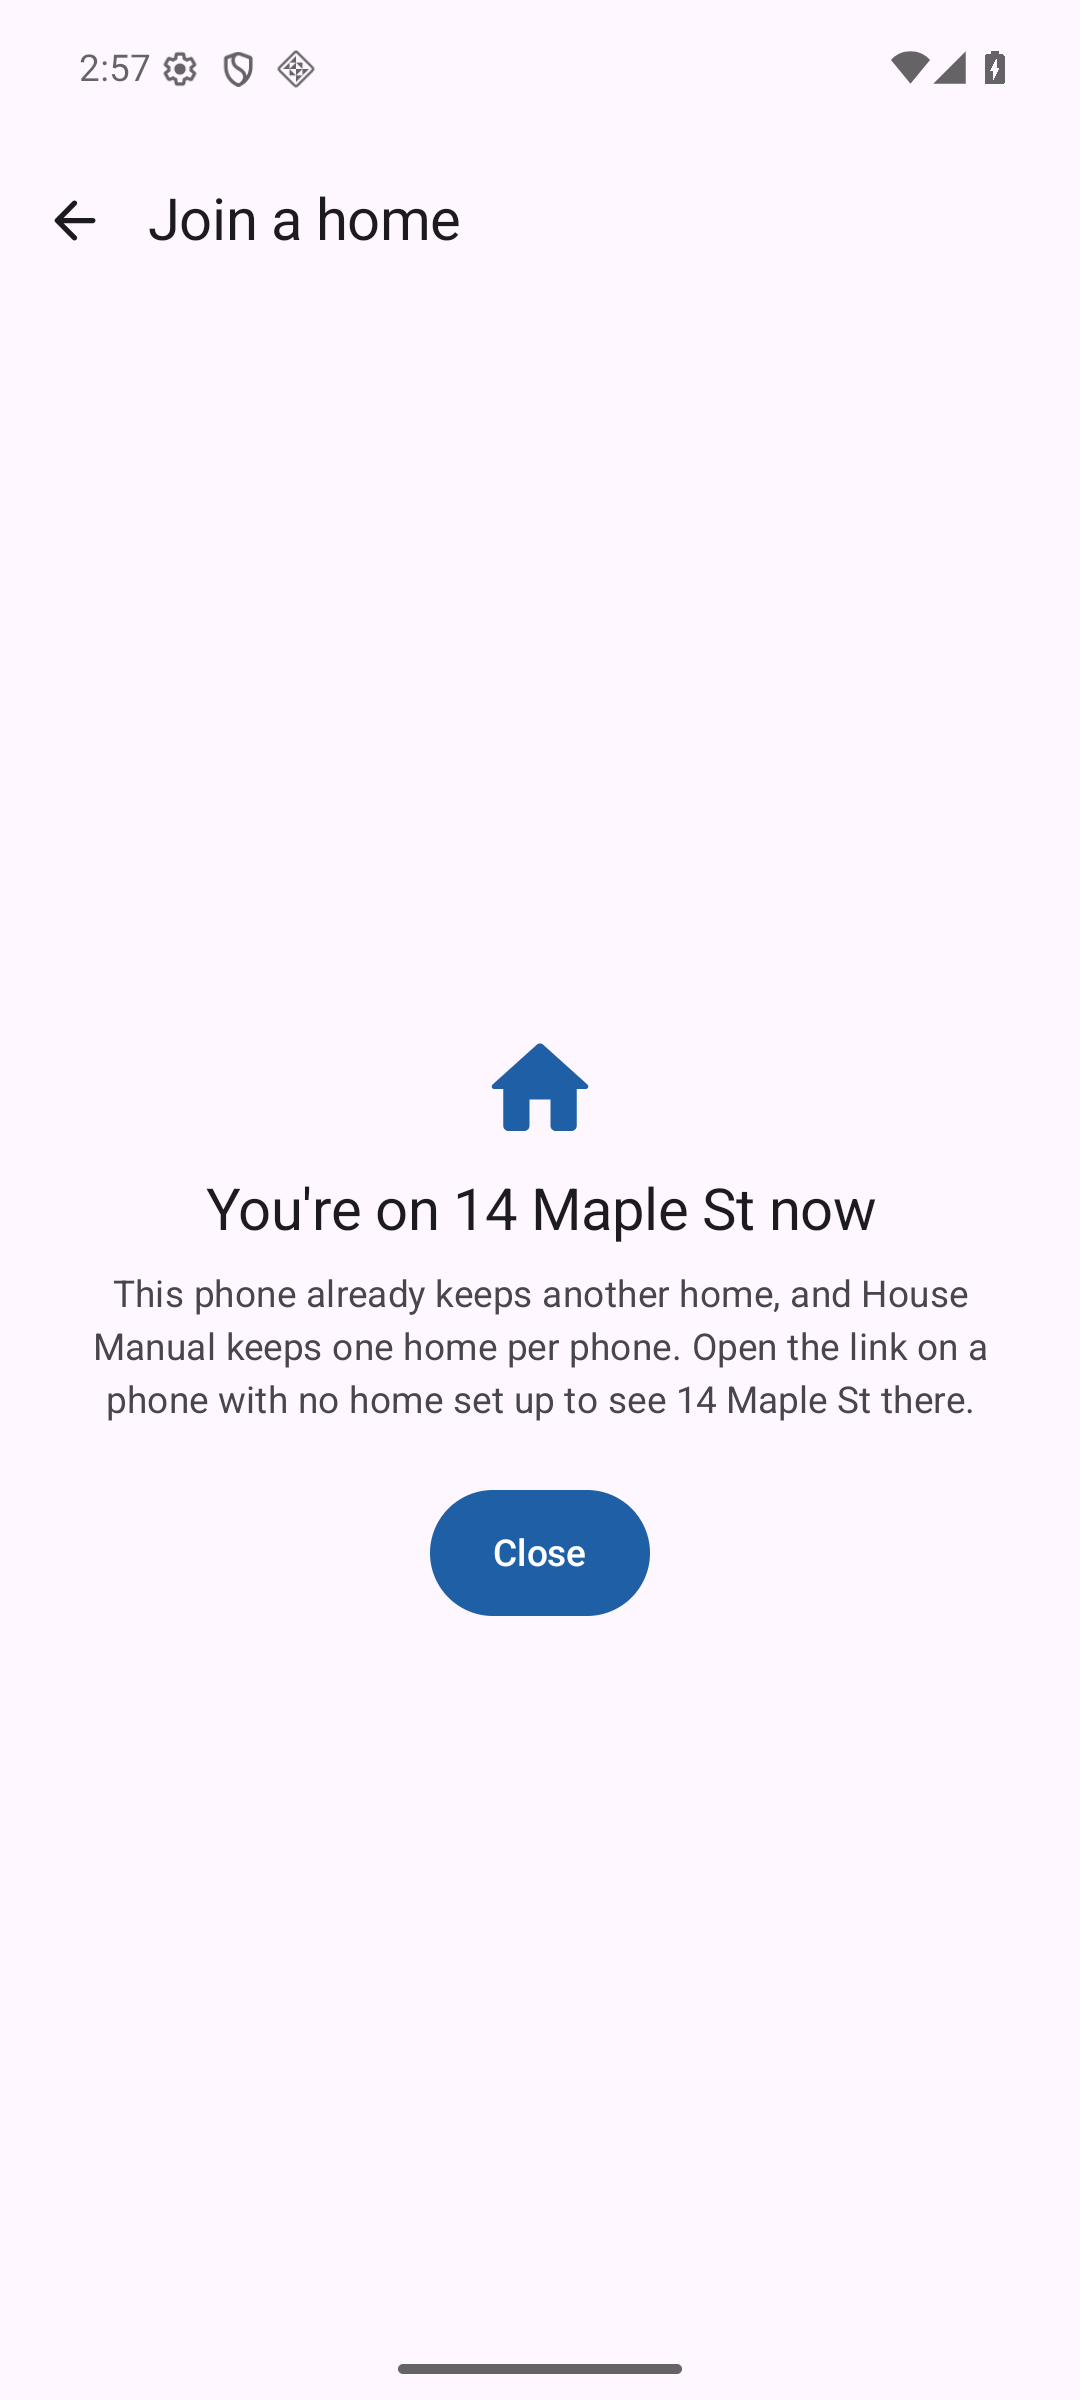 2:57
Join a home
You're on 14 Maple St now
This phone already keeps another home, and House
Manual keeps one home per phone. Open the link on a
phone with no home set up to see 14 Maple St there.
Close